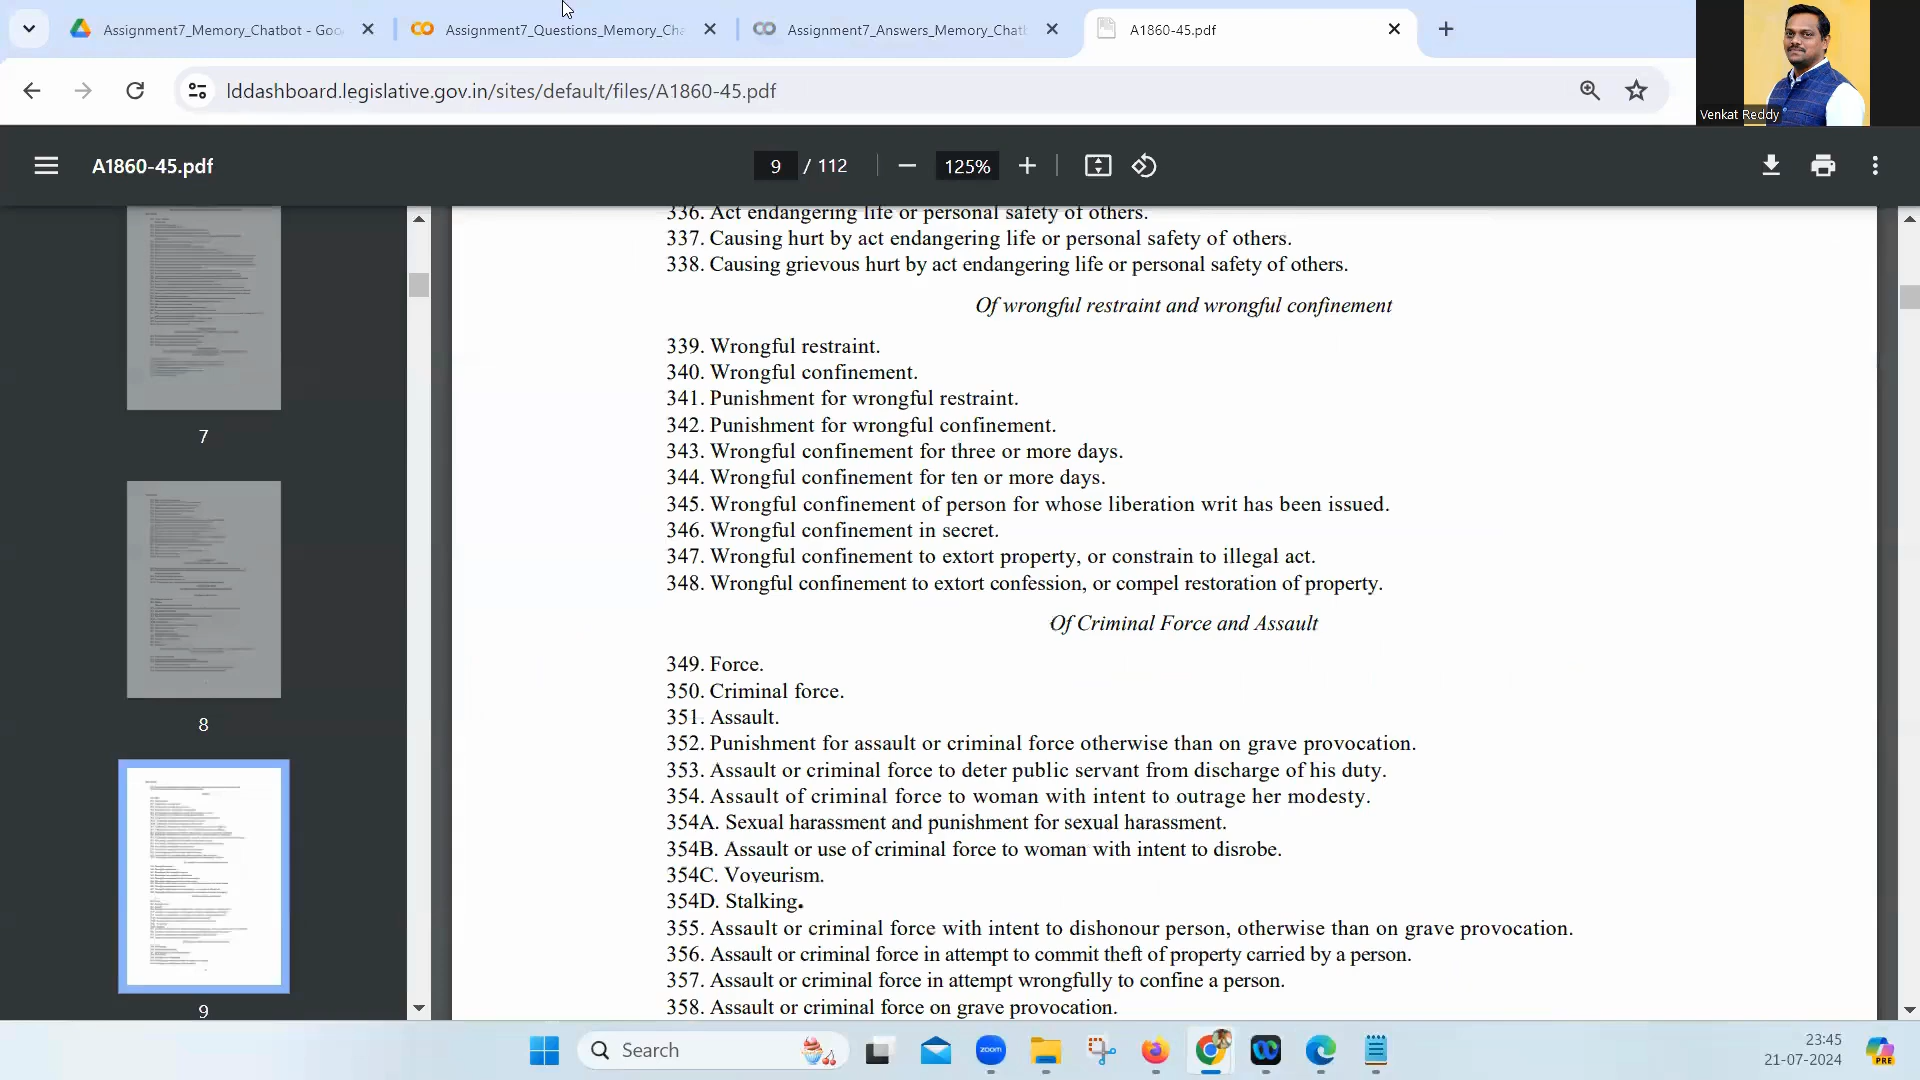 Assignment7_Memory_Chatbot - Goo
Assignment7_Questions_Memory_Cha
Assignment7_Answers_Memory_Chatb
A1860-45.pdf
lddashboard.legislative.gov.in/sites/default/files/A1860-45.pdf
Venkat Reddy
A1860-45.pdf
9 / 112
125%
336. Act endangering life or personal safety of others.
337. Causing hurt by act endangering life or personal safety of others.
338. Causing grievous hurt by act endangering life or personal safety of others.
Of wrongful restraint and wrongful confinement
339. Wrongful restraint.
340. Wrongful confinement.
341. Punishment for wrongful restraint.
342. Punishment for wrongful confinement.
343. Wrongful confinement for three or more days.
344. Wrongful confinement for ten or more days.
345. Wrongful confinement of person for whose liberation writ has been issued.
346. Wrongful confinement in secret.
347. Wrongful confinement to extort property, or constrain to illegal act.
348. Wrongful confinement to extort confession, or compel restoration of property.
Of Criminal Force and Assault
349. Force.
350. Criminal force.
351. Assault.
352. Punishment for assault or criminal force otherwise than on grave provocation.
353. Assault or criminal force to deter public servant from discharge of his duty.
354. Assault of criminal force to woman with intent to outrage her modesty.
354A. Sexual harassment and punishment for sexual harassment.
354B. Assault or use of criminal force to woman with intent to disrobe.
354C. Voyeurism.
354D. Stalking.
355. Assault or criminal force with intent to dishonour person, otherwise than on grave provocation.
356. Assault or criminal force in attempt to commit theft of property carried by a person.
357. Assault or criminal force in attempt wrongfully to confine a person.
358. Assault or criminal force on grave provocation.
7
8
9
Search
zoom
23:45
21-07-2024
PRE